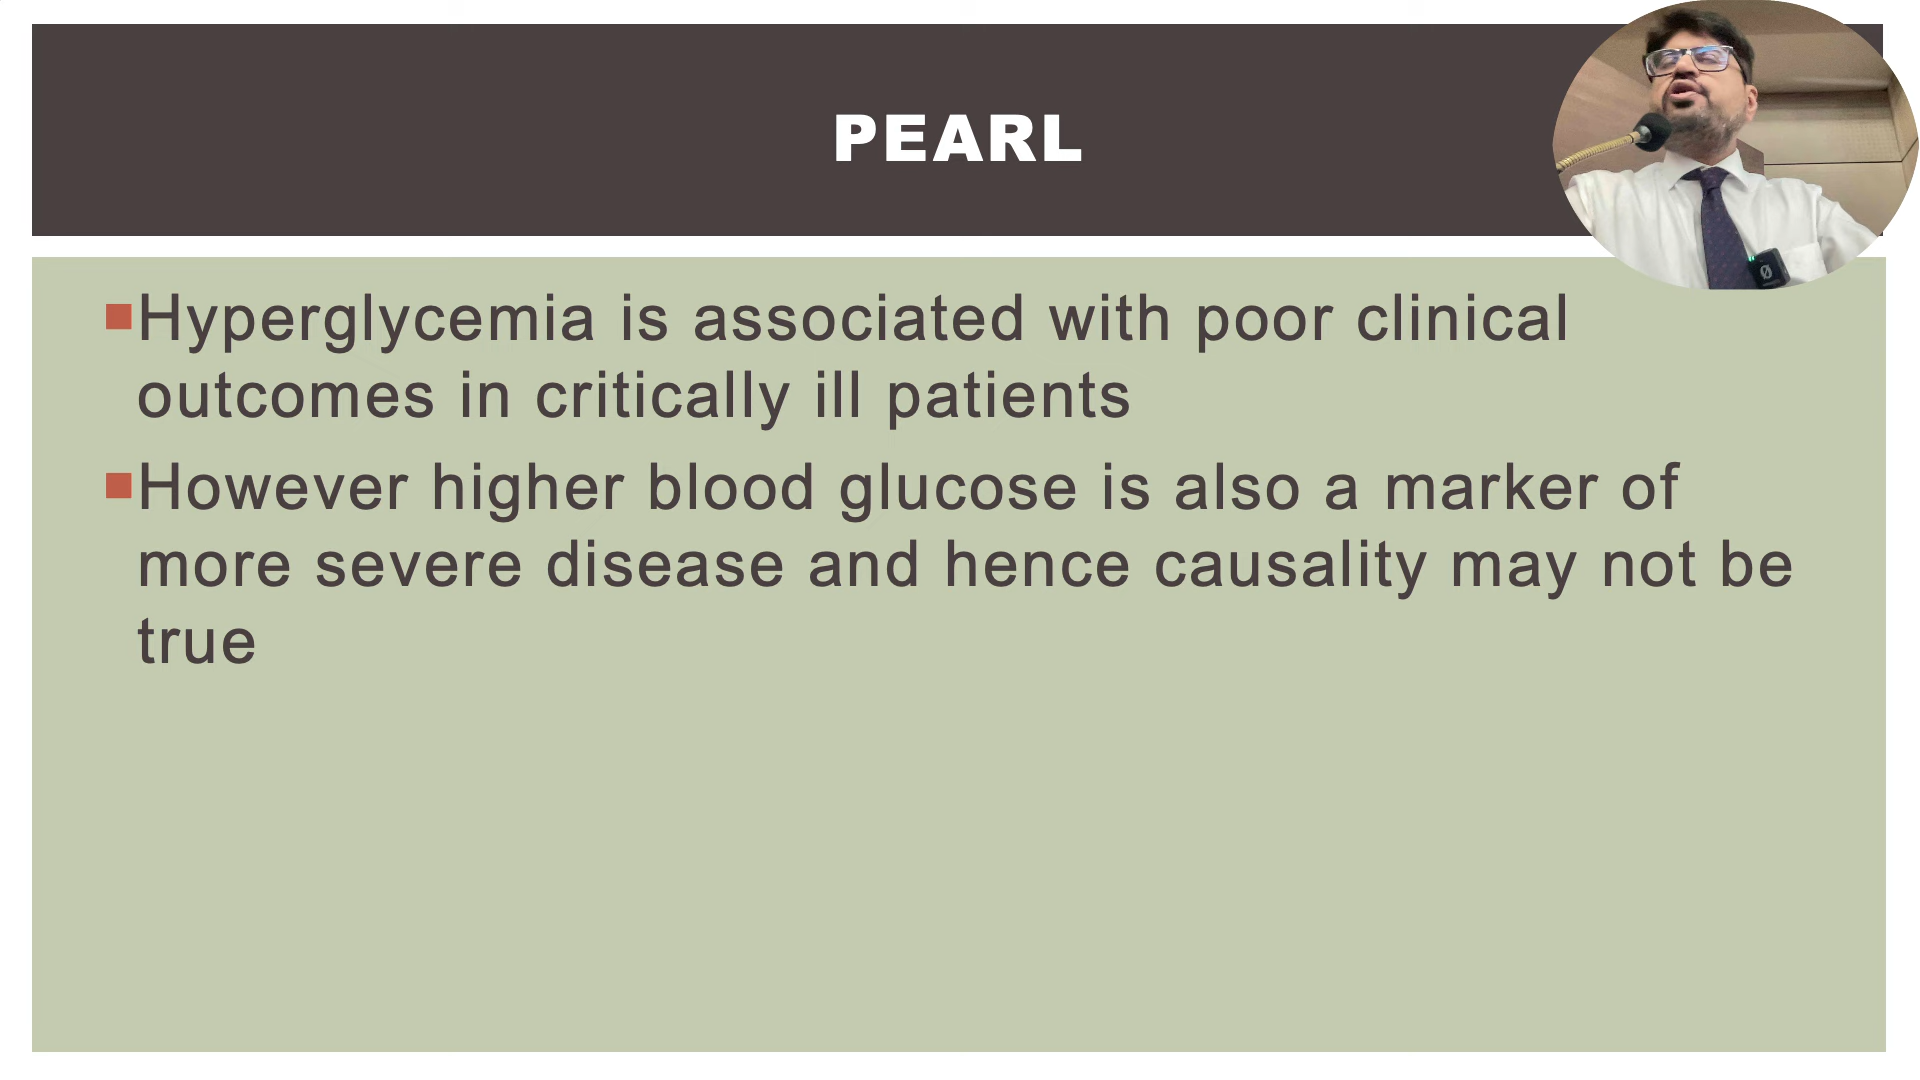 PEARL
Hyperglycemia is associated with poor clinical
outcomes in critically ill patients
However higher blood glucose is also a marker of
more severe disease and hence causality may not be
true